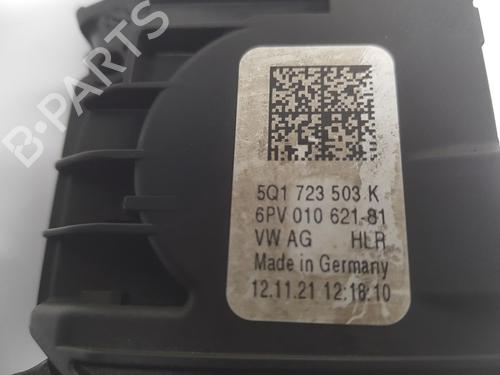 B-PARTS
5Q1 723 503 K
6PV 010 621-81
VW AG HLR
Made in Germany
12.11.21 12:18:10